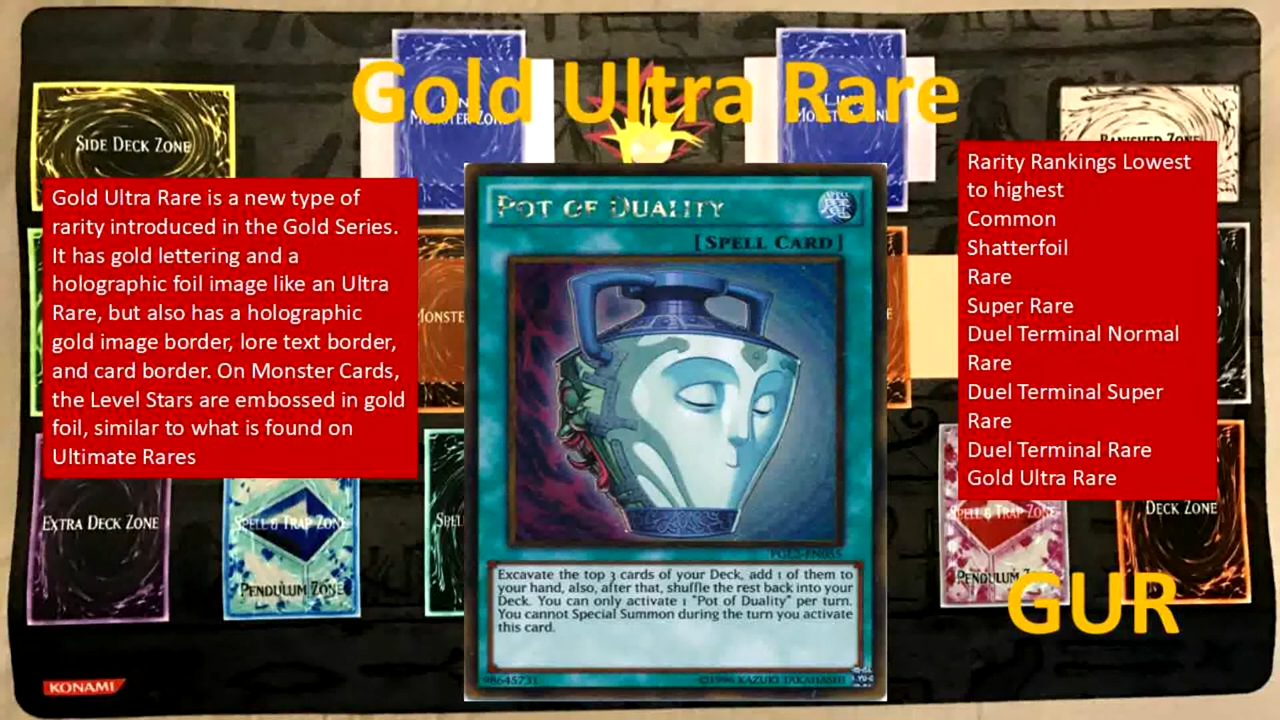 Gold Ultra Rare
SIDE DECK ZONE
MONSTER ZON
BANISHED ZONE
Gold Ultra Rare is a new type of
rarity introduced in the Gold Series.
It has gold lettering and a
holographic foil image like an Ultra
Rare, but also has a holographic
gold image border, lore text border,
and card border. On Monster Cards,
the Level Stars are embossed in gold
foil, similar to what is found on
Ultimate Rares
POT OF DUALITY
[ SPELL CARD ]
PGL2-EN055
Excavate the top 3 cards of your Deck, add 1 of them to
your hand, also, after that, shuffle the rest back into your
Deck. You can only activate 1 "Pot of Duality" per turn.
You cannot Special Summon during the turn you activate
this card.
98645731
©1996 KAZUKI TAKAHASHI
Rarity Rankings Lowest
to highest
Common
Shatterfoil
Rare
Super Rare
Duel Terminal Normal
Rare
Duel Terminal Super
Rare
Duel Terminal Rare
Gold Ultra Rare
MONSTE
EXTRA DECK ZONE
SPELL & TRAP ZONE
PENDULUM ZONE
SPEL
SPELL & TRAP ZONE
PENDULUM Z
DECK ZONE
GUR
KONAMI